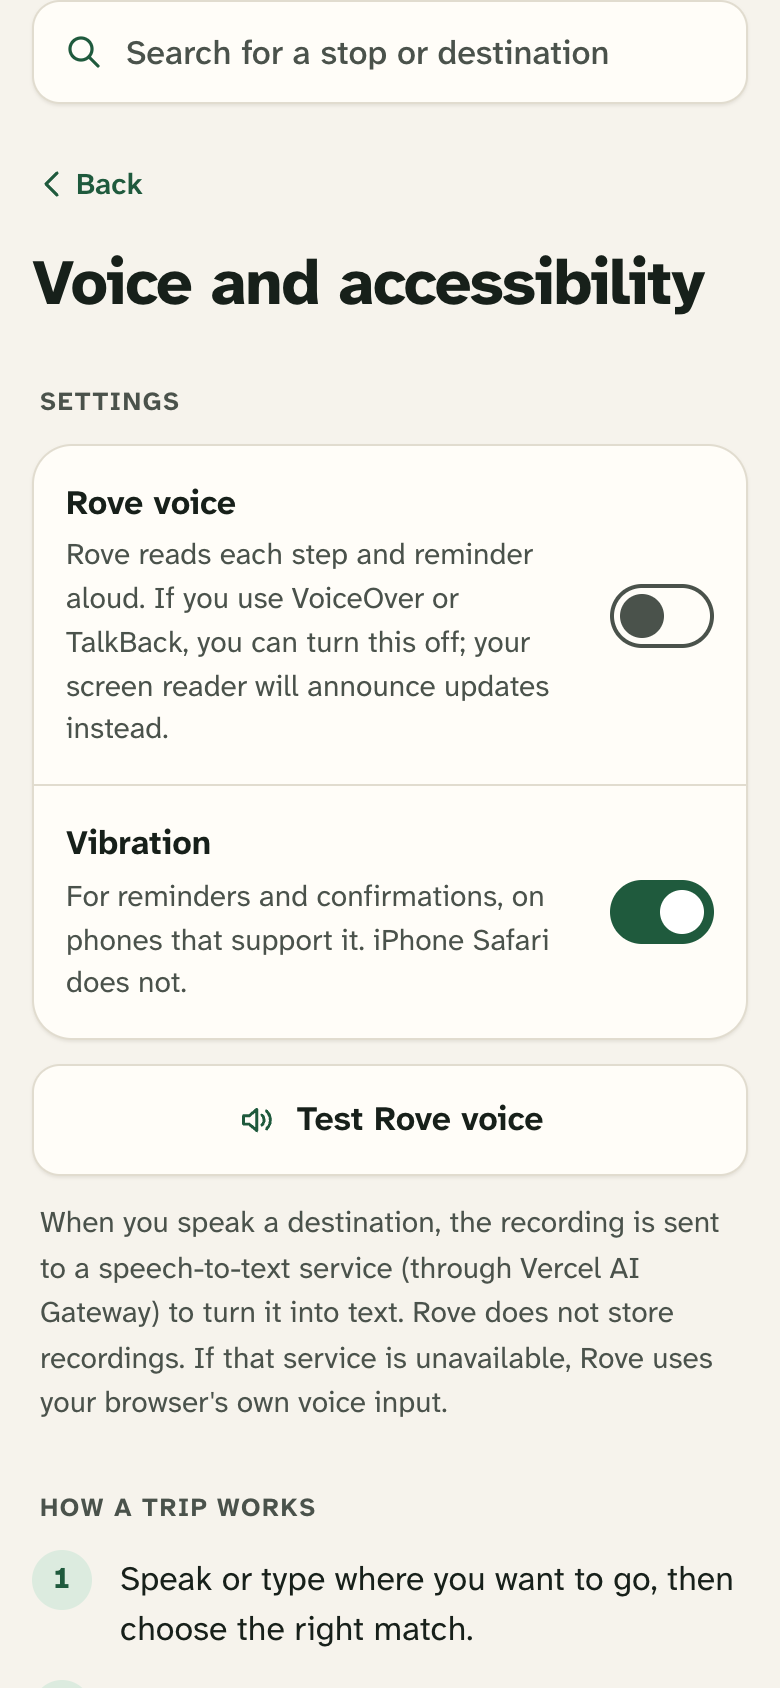 Search for a stop or destination
Back
Voice and accessibility
SETTINGS
Rove voice
Rove reads each step and reminder
aloud. If you use VoiceOver or
TalkBack, you can turn this off; your
screen reader will announce updates
instead.
Vibration
For reminders and confirmations, on
phones that support it. iPhone Safari
does not.
Test Rove voice
When you speak a destination, the recording is sent
to a speech-to-text service (through Vercel AI
Gateway) to turn it into text. Rove does not store
recordings. If that service is unavailable, Rove uses
your browser's own voice input.
HOW A TRIP WORKS
1 Speak or type where you want to go, then
choose the right match.